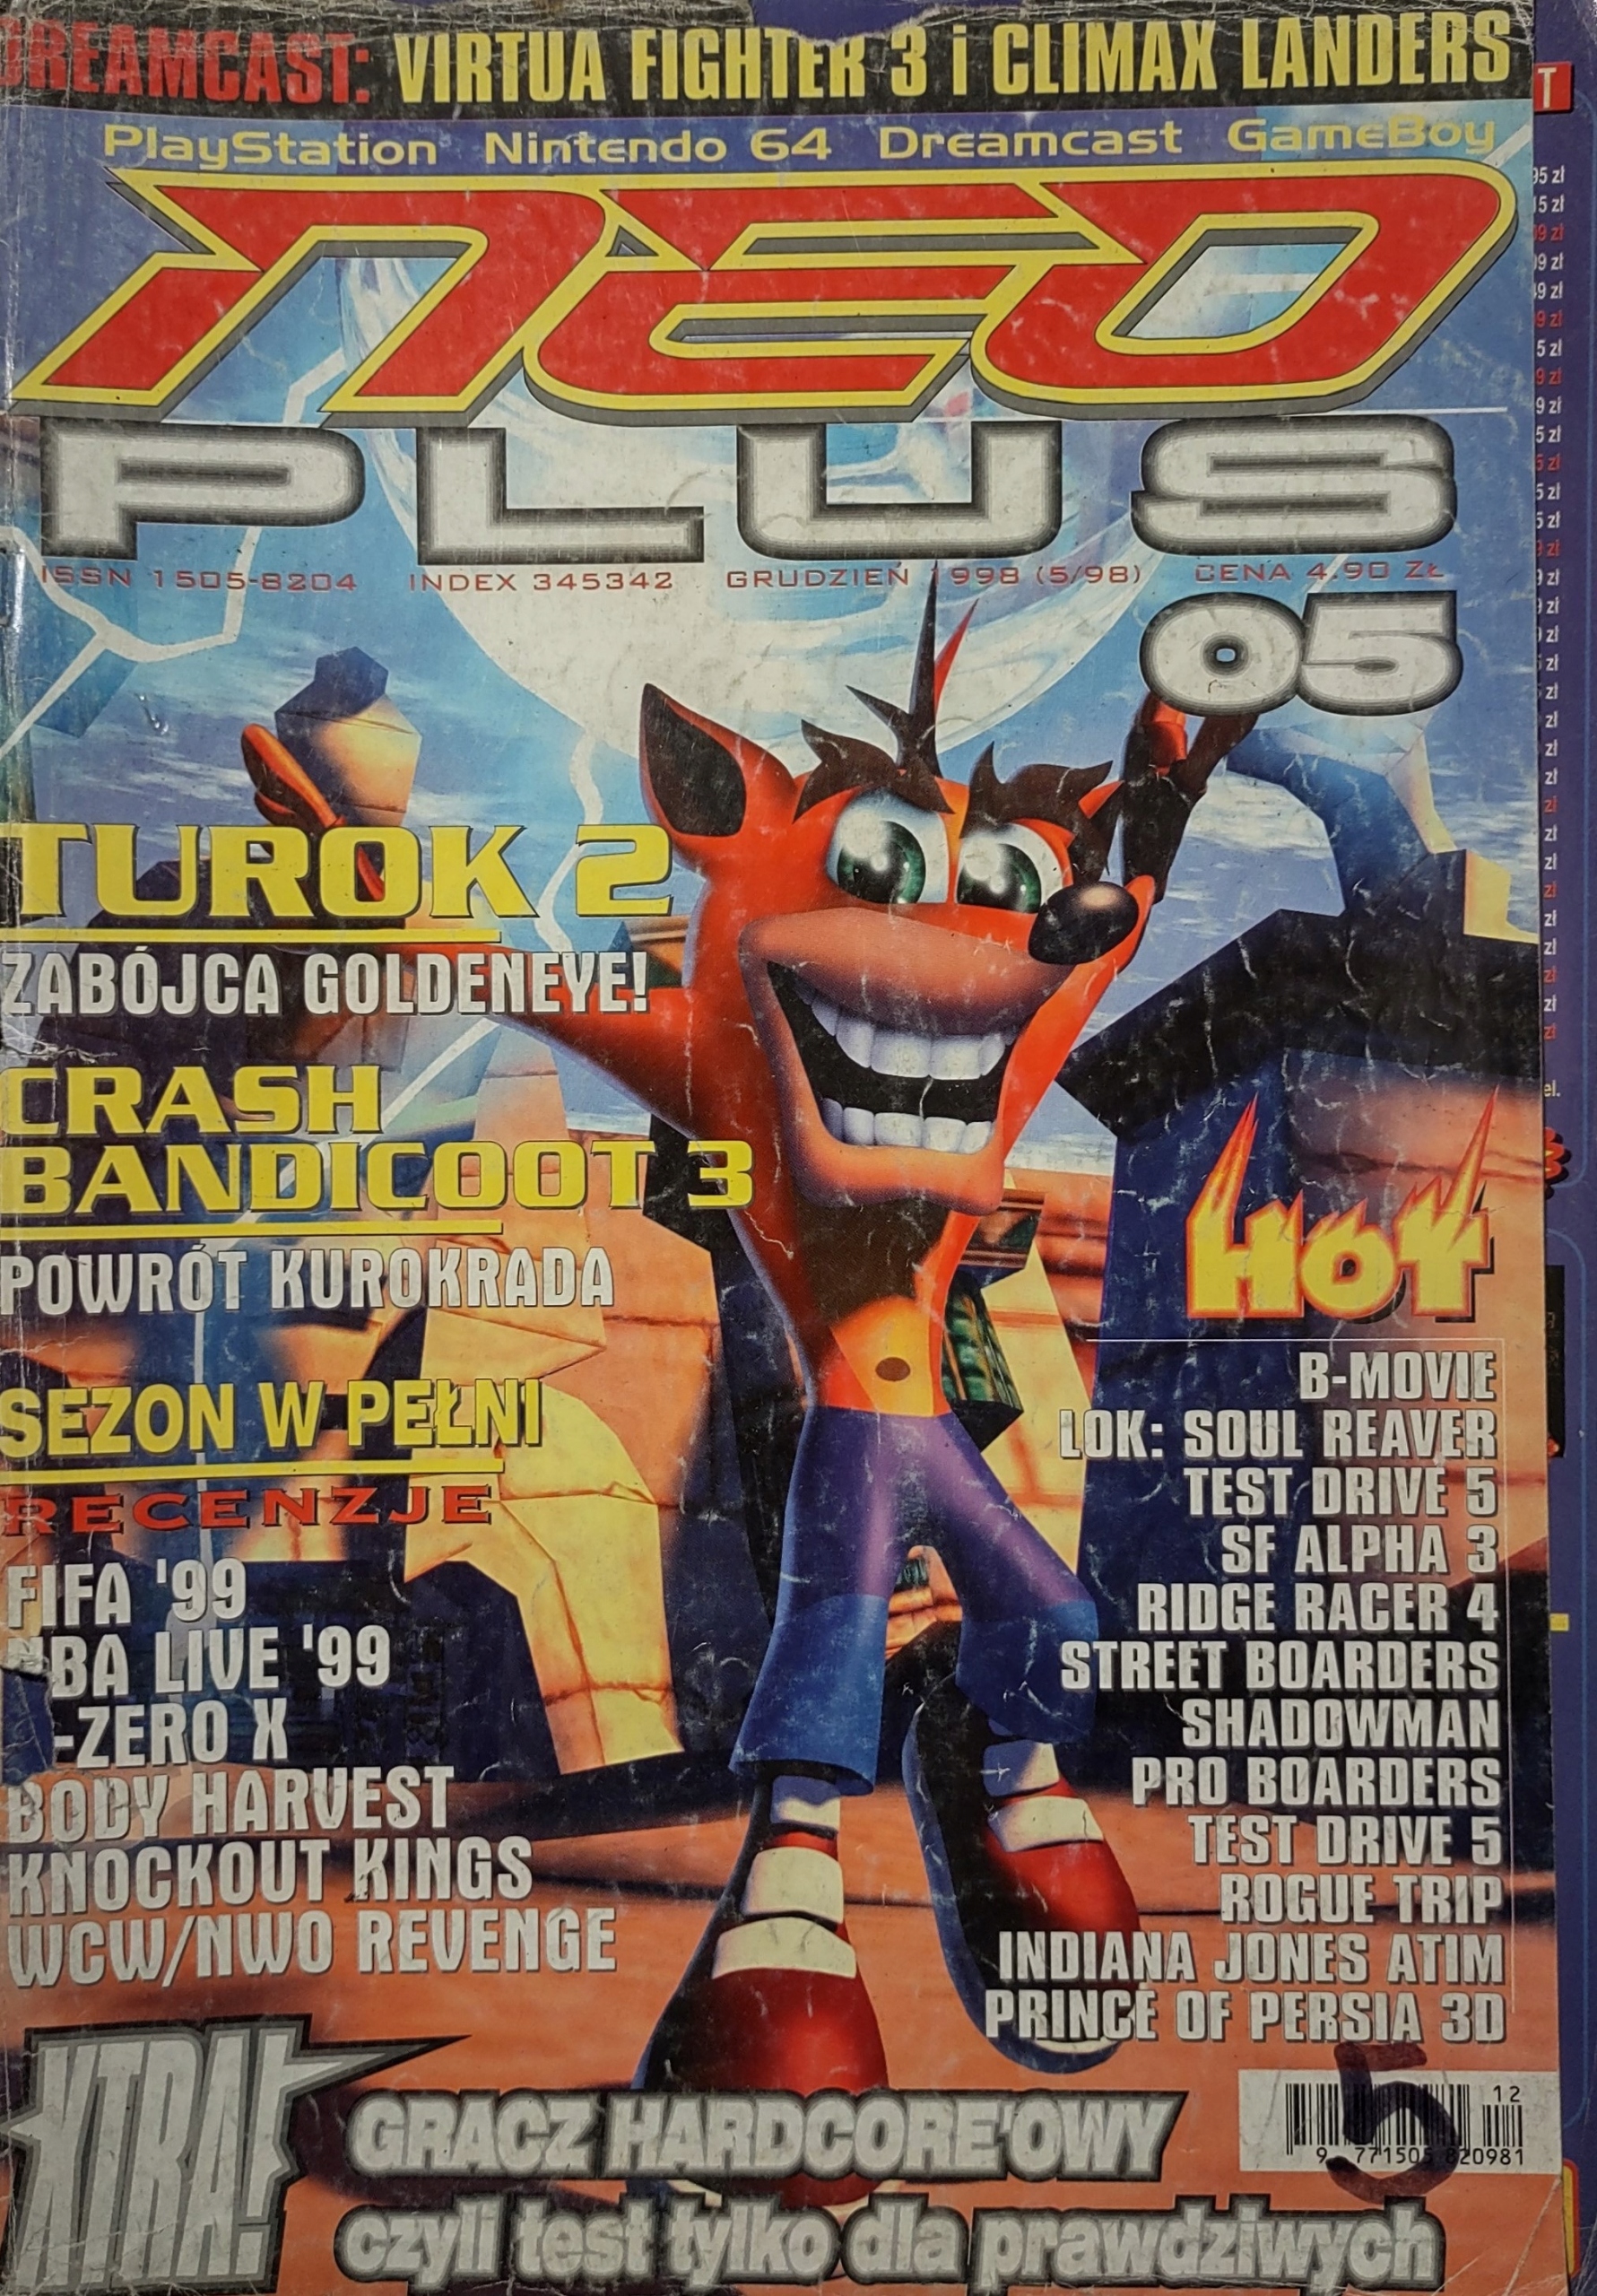 DREAMCAST: VIRTUA FIGHTER 3 i CLIMAX LANDERS
PlayStation Nintendo 64 Dreamcast GameBoy
NEO
PLUS
ISSN 1505-8204 INDEX 345342 GRUDZIEŃ 1998 (5/98) CENA 4.90 ZŁ
05
TUROK 2
ZABÓJCA GOLDENEYE!
CRASH
BANDICOOT 3
POWRÓT KUROKRADA
SEZON W PEŁNI
RECENZJE
FIFA '99
NBA LIVE '99
-ZERO X
BODY HARVEST
KNOCKOUT KINGS
WCW/NWO REVENGE
HOT
B-MOVIE
LOK: SOUL REAVER
TEST DRIVE 5
SF ALPHA 3
RIDGE RACER 4
STREET BOARDERS
SHADOWMAN
PRO BOARDERS
TEST DRIVE 5
ROGUE TRIP
INDIANA JONES ATIM
PRINCE OF PERSIA 3D
XTRA!
GRACZ HARDCORE'OWY
czyli test tylko dla prawdziwych
5
12
9 771505 820981